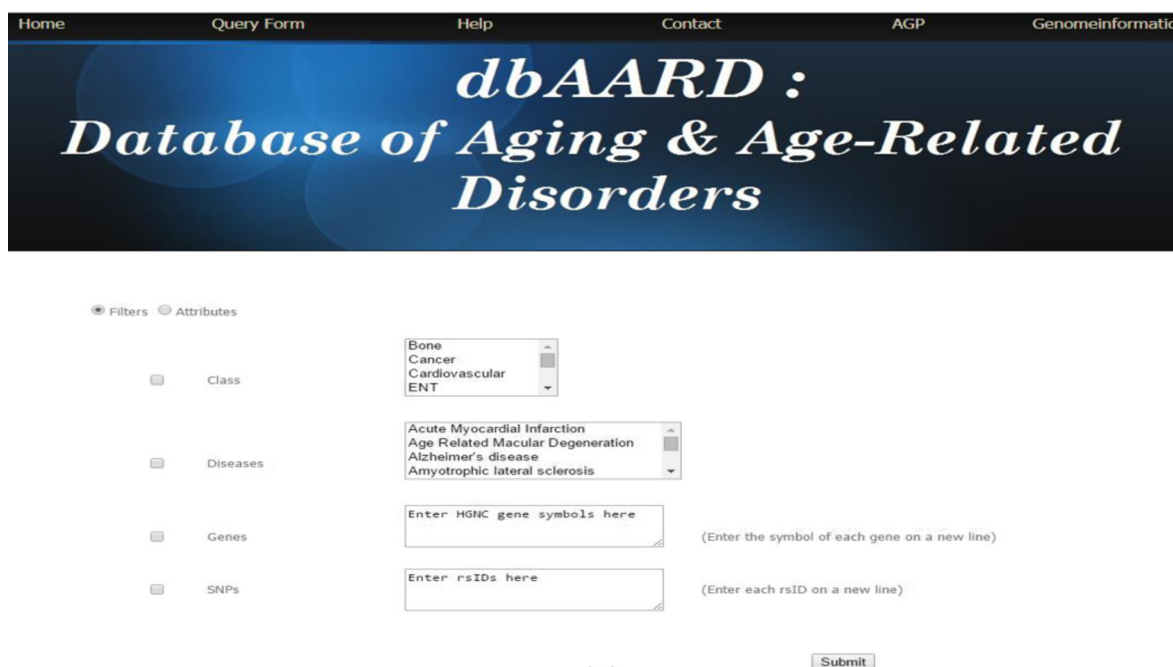 Home Query Form Help Contact AGP Genomeinformatic
dbAARD :
Database of Aging & Age-Related
Disorders
Filters Attributes
Class
Bone
Cancer
Cardiovascular
ENT
Diseases
Acute Myocardial Infarction
Age Related Macular Degeneration
Alzheimer's disease
Amyotrophic lateral sclerosis
Genes
Enter HGNC gene symbols here
(Enter the symbol of each gene on a new line)
SNPs
Enter rsIDs here
(Enter each rsID on a new line)
Submit